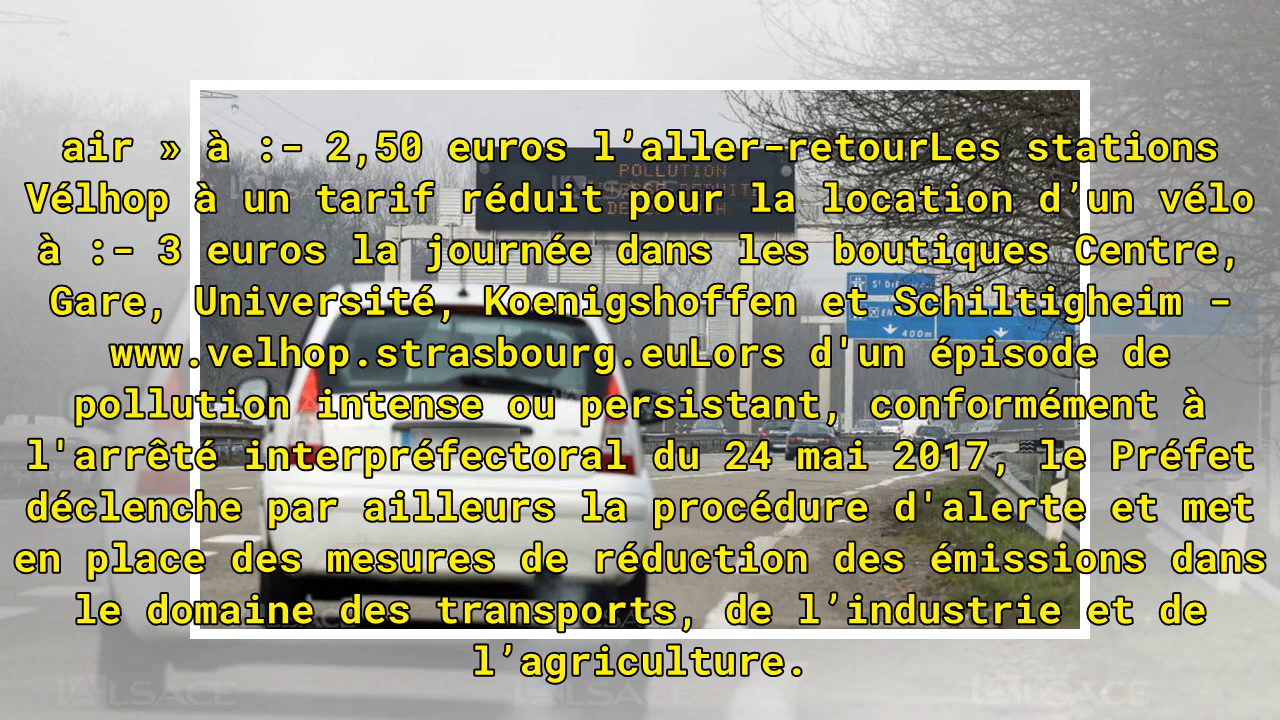 air » à :– 2,50 euros l’aller–retourLes stations
Vélhop à un tarif réduit pour la location d’un vélo
à :– 3 euros la journée dans les boutiques Centre,
Gare, Université, Koenigshoffen et Schiltigheim –
www.velhop.strasbourg.euLors d'un épisode de
pollution intense ou persistant, conformément à
l'arrêté interpréfectoral du 24 mai 2017, le Préfet
déclenche par ailleurs la procédure d'alerte et met
en place des mesures de réduction des émissions dans
le domaine des transports, de l’industrie et de
l’agriculture.
POLLUTION
400m
L'ALSACE